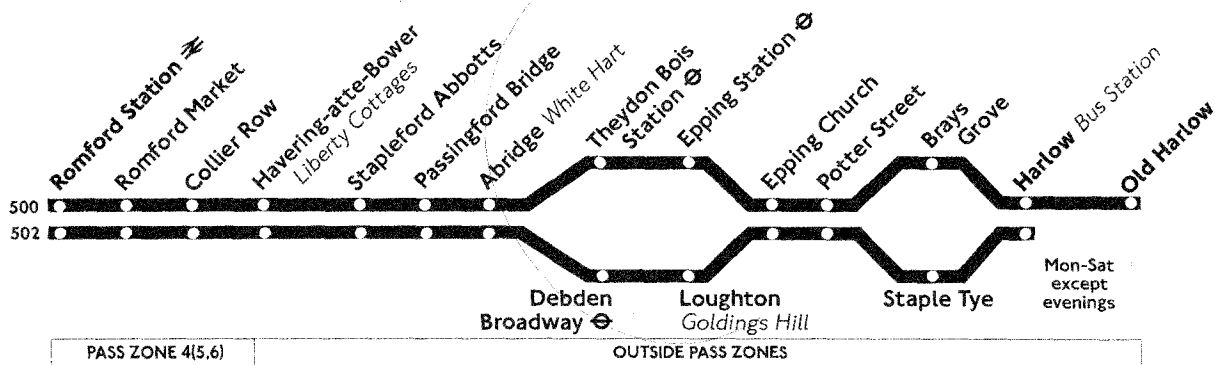 Romford Station
Romford Market
Collier Row
Havering-atte-Bower
Liberty Cottages
Stapleford Abbotts
Passingford Bridge
Abridge White Hart
Theydon Bois
Station
Epping Station
Epping Church
Potter Street
Brays
Grove
Harlow Bus Station
Old Harlow
500
502
Debden
Broadway
Loughton
Goldings Hill
Staple Tye
Mon-Sat
except
evenings
PASS ZONE 4(5,6)
OUTSIDE PASS ZONES